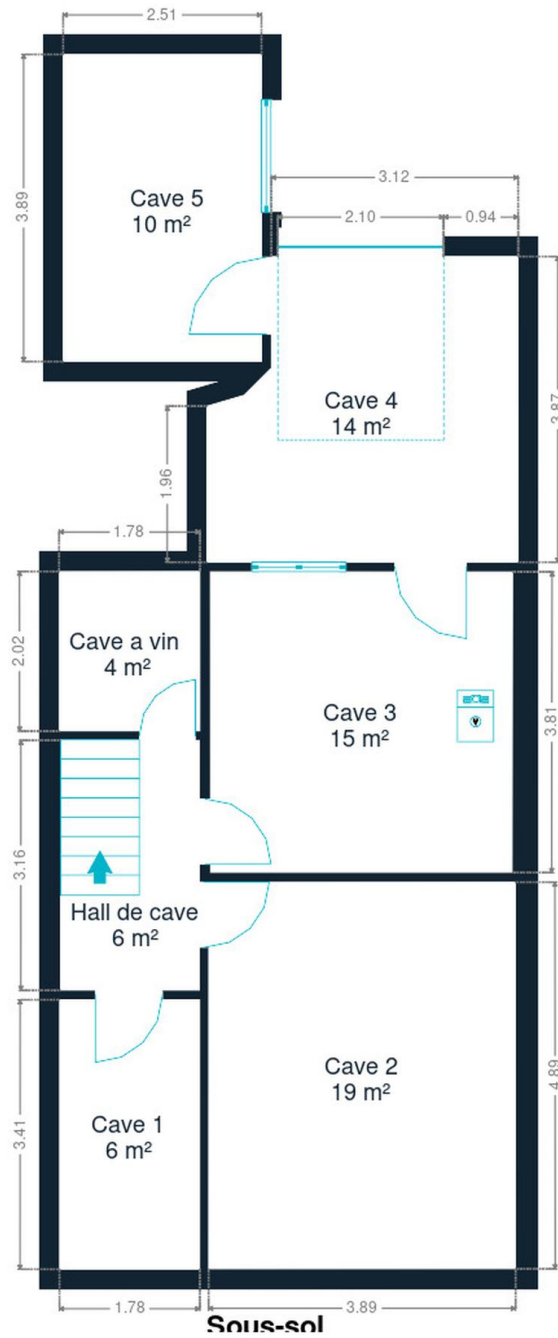 2.51
3.89
Cave 5
10 m²
3.12
2.10
0.94
Cave 4
14 m²
3.87
1.96
1.78
2.02
Cave a vin
4 m²
Cave 3
15 m²
3.81
3.16
Hall de cave
6 m²
Cave 2
19 m²
4.89
Cave 1
6 m²
3.41
1.78
3.89
Sous-sol